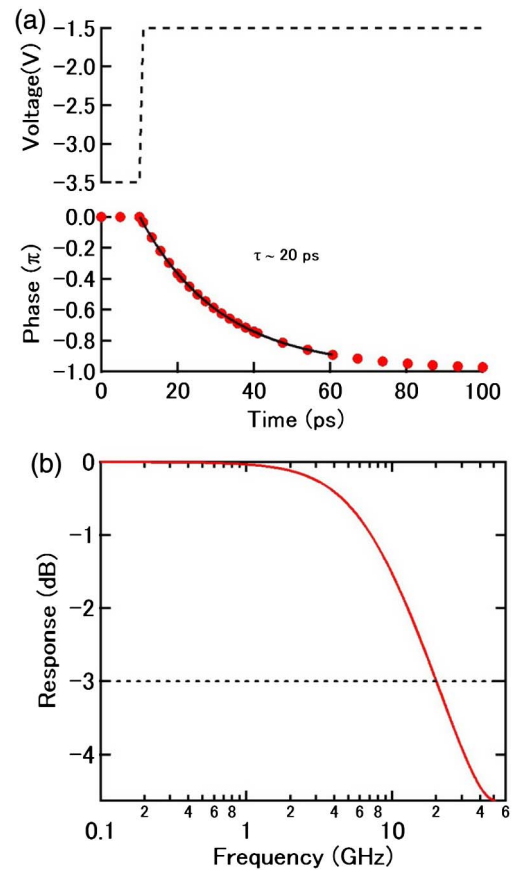 (a)
Voltage(V)
−1.5
−2.0
−2.5
−3.0
−3.5
Phase (π)
0.0
−0.2
−0.4
−0.6
−0.8
−1.0
τ ~ 20 ps
0 20 40 60 80 100
Time (ps)
(b)
Response (dB)
0
−1
−2
−3
−4
2 4 6 8 2 4 6 8 2 4 6
0.1 1 10
Frequency (GHz)